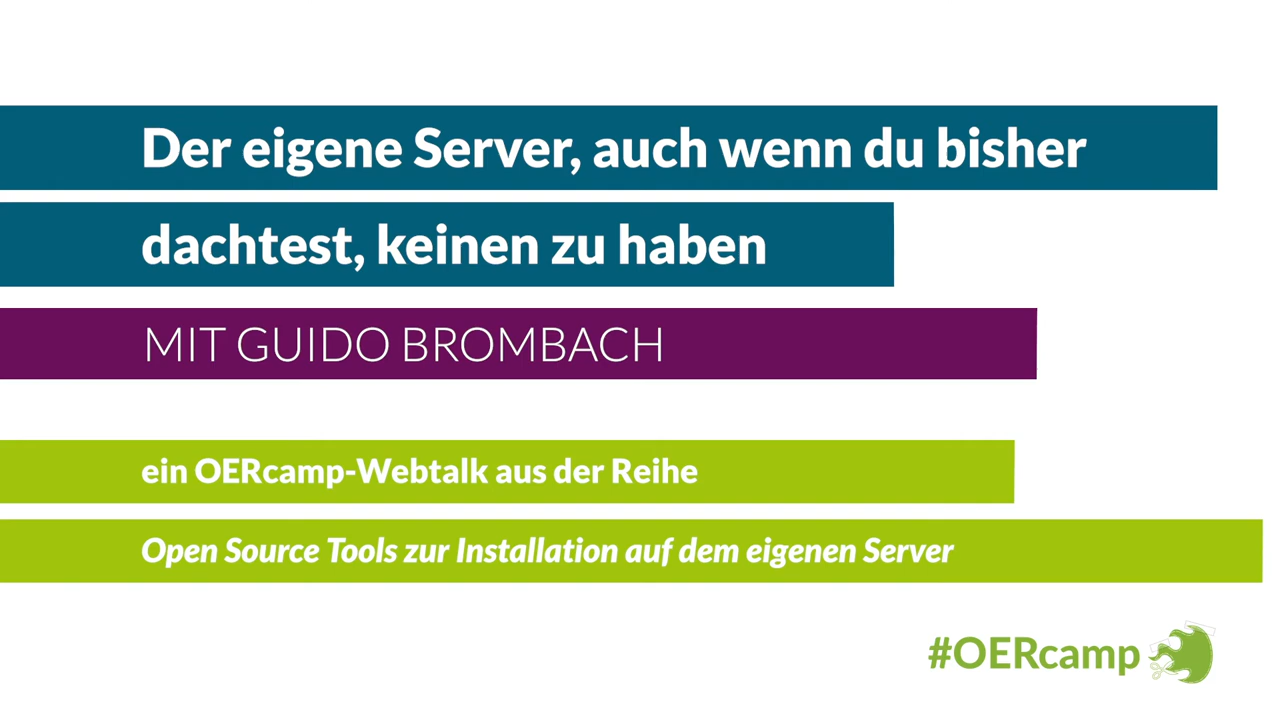 Der eigene Server, auch wenn du bisher
dachtest, keinen zu haben
MIT GUIDO BROMBACH
ein OERcamp-Webtalk aus der Reihe
Open Source Tools zur Installation auf dem eigenen Server
#OERcamp